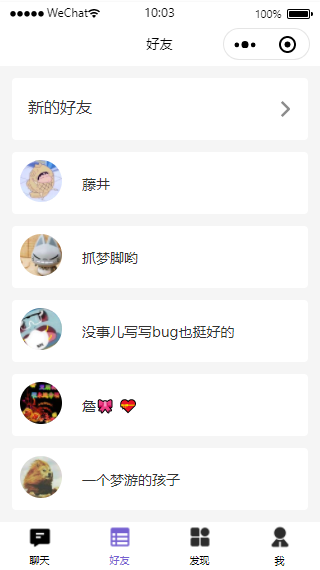 WeChat 10:03 100%
好友
新的好友
藤井
抓梦脚哟
没事儿写写bug也挺好的
詹🎀 💝
一个梦游的孩子
聊天 好友 发现 我